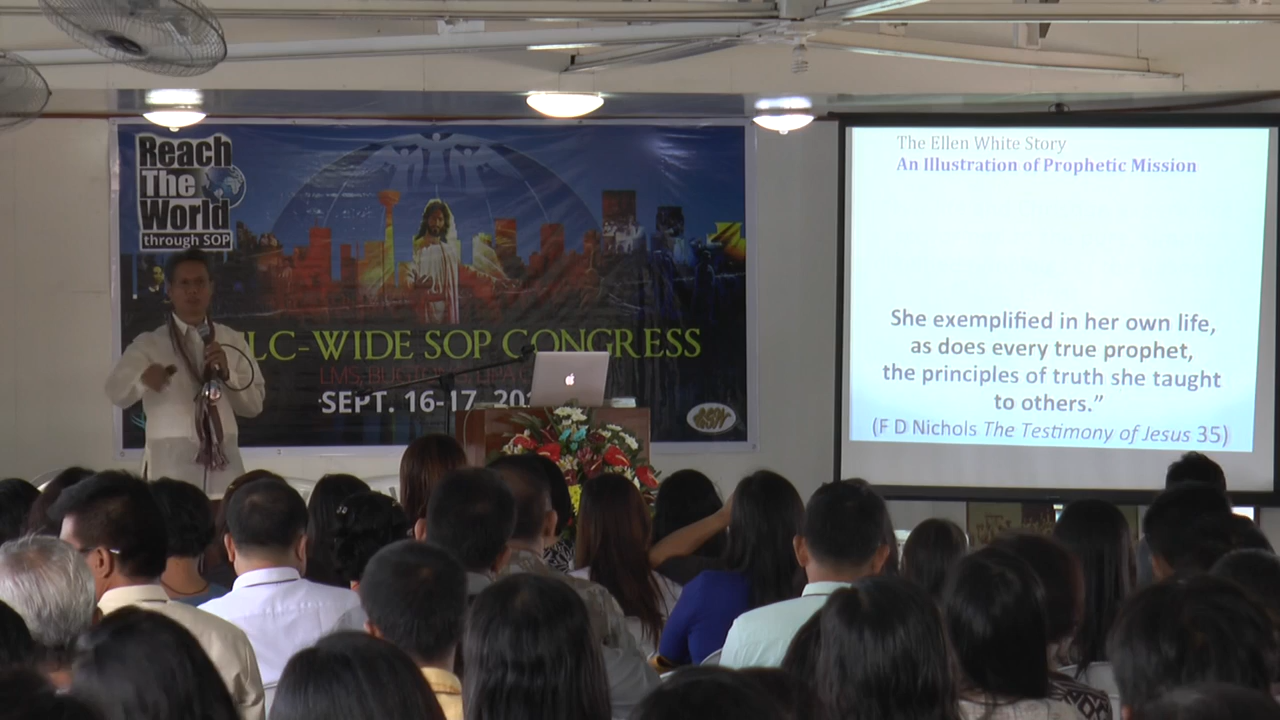 Reach
The
World
through SOP
LC-WIDE SOP CONGRESS
SEPT. 16-17, 20
The Ellen White Story
An Illustration of Prophetic Mission
She exemplified in her own life,
as does every true prophet,
the principles of truth she taught
to others.”
(F D Nichols The Testimony of Jesus 35)